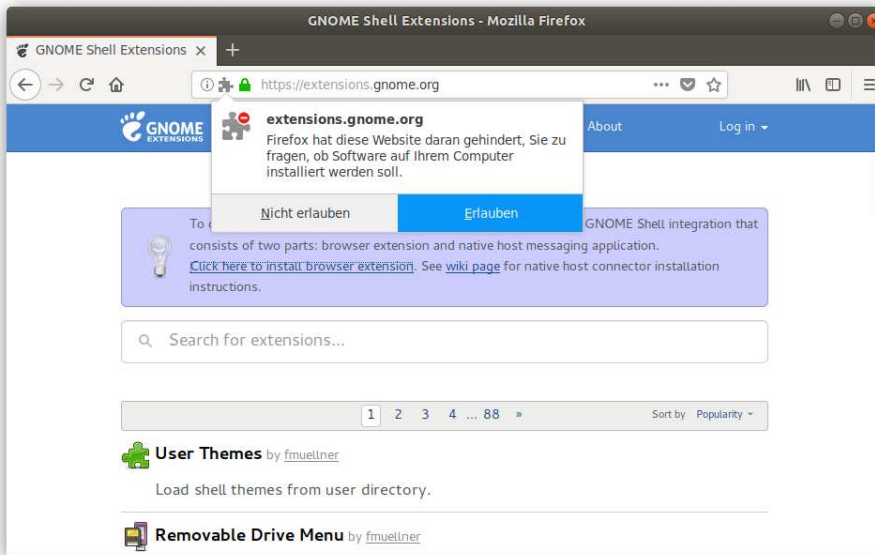 GNOME Shell Extensions - Mozilla Firefox
GNOME Shell Extensions
https://extensions.gnome.org
GNOME
EXTENSIONS
About
Log in
extensions.gnome.org
Firefox hat diese Website daran gehindert, Sie zu
fragen, ob Software auf Ihrem Computer
installiert werden soll.
Nicht erlauben
Erlauben
To GNOME Shell integration that
consists of two parts: browser extension and native host messaging application.
Click here to install browser extension. See wiki page for native host connector installation
instructions.
Search for extensions...
1 2 3 4 ... 88 »
Sort by Popularity
User Themes by fmuellner
Load shell themes from user directory.
Removable Drive Menu by fmuellner